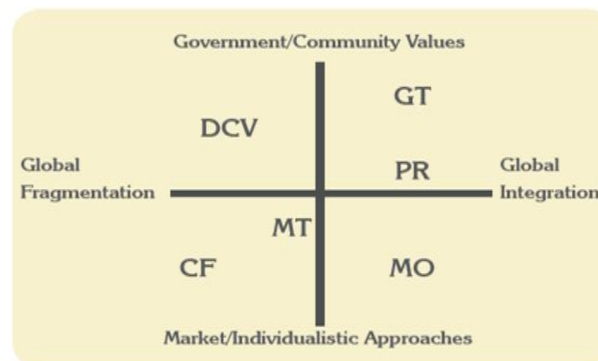 Government/Community Values
GT
DCV
Global
Fragmentation
PR
Global
Integration
MT
CF
MO
Market/Individualistic Approaches